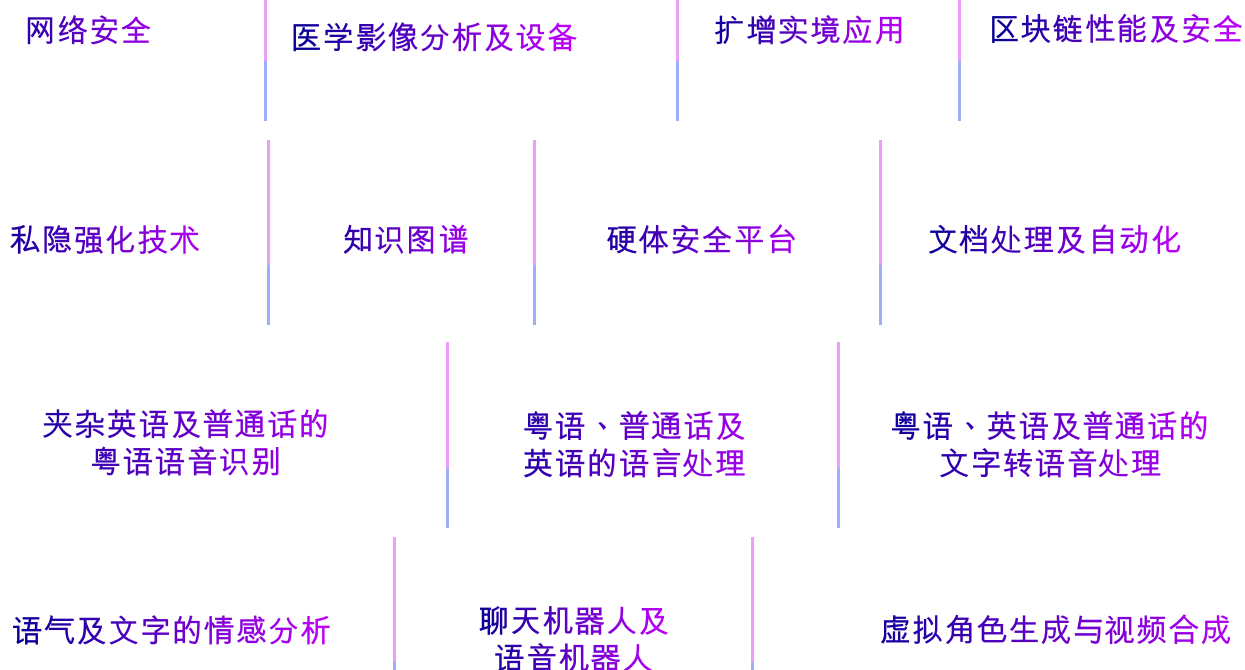 网络安全
医学影像分析及设备
扩增实境应用
区块链性能及安全
私隐强化技术
知识图谱
硬体安全平台
文档处理及自动化
夹杂英语及普通话的
粤语语音识别
粤语、普通话及
英语的语言处理
粤语、英语及普通话的
文字转语音处理
语气及文字的情感分析
聊天机器人及
语音机器人
虚拟角色生成与视频合成